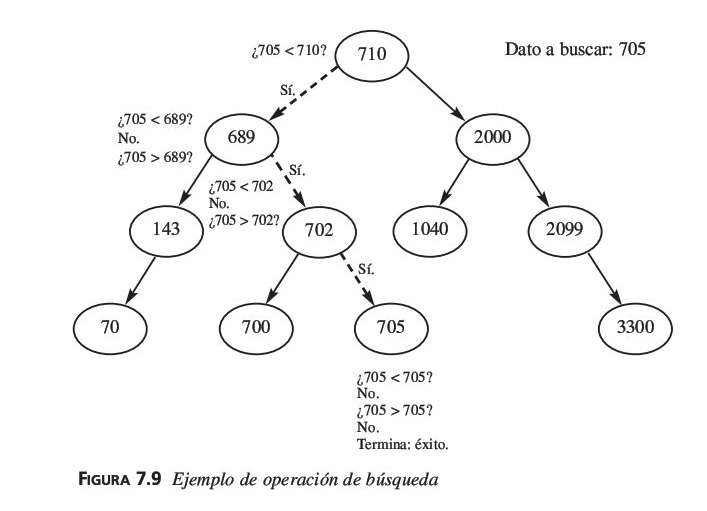 ¿705 < 710?
710
Dato a buscar: 705
Sí.
¿705 < 689?
No.
¿705 > 689?
689
2000
Sí.
¿705 < 702
No.
¿705 > 702?
143
702
1040
2099
Sí.
70
700
705
3300
¿705 < 705?
No.
¿705 > 705?
No.
Termina: éxito.
FIGURA 7.9 Ejemplo de operación de búsqueda